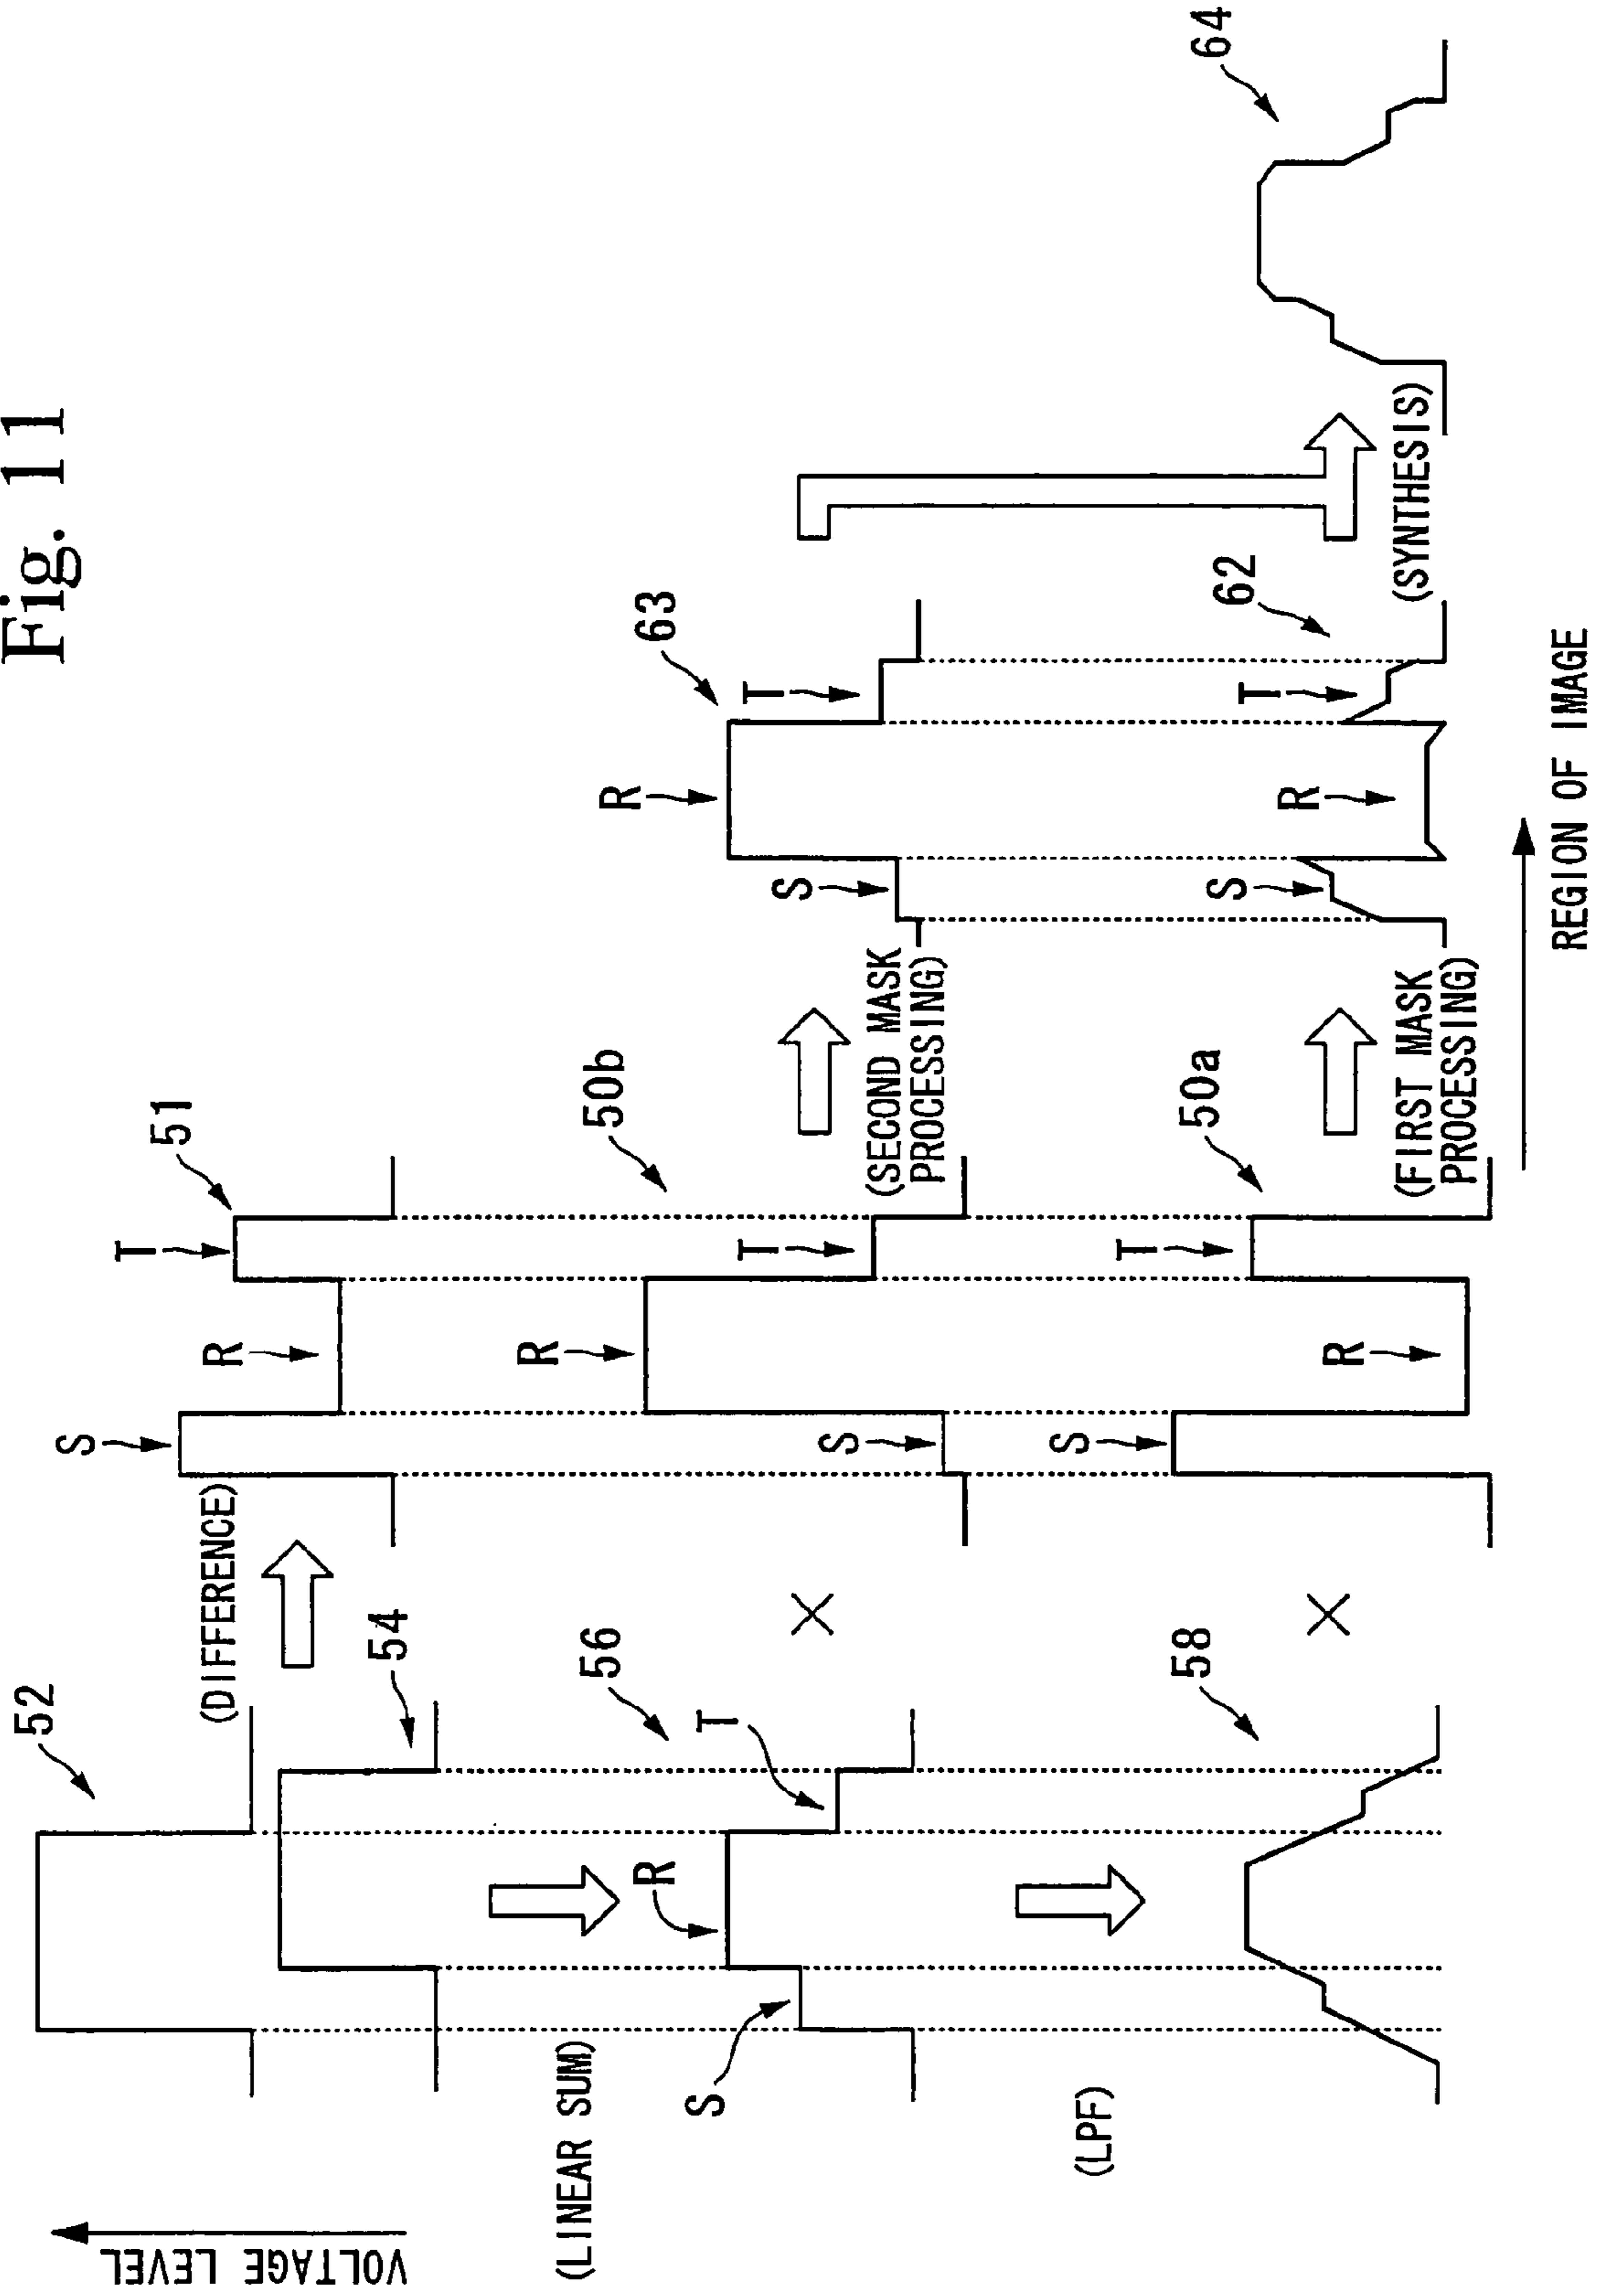 Fig. 11
VOLTAGE LEVEL
52
(DIFFERENCE)
54
S
R
T
51
(LINEAR SUM)
56
S
R
T
×
50b
S
R
T
(SECOND MASK
PROCESSING)
63
S
R
T
(LPF)
58
×
50a
S
R
T
(FIRST MASK
PROCESSING)
62
S
R
T
(SYNTHESIS)
64
REGION OF IMAGE